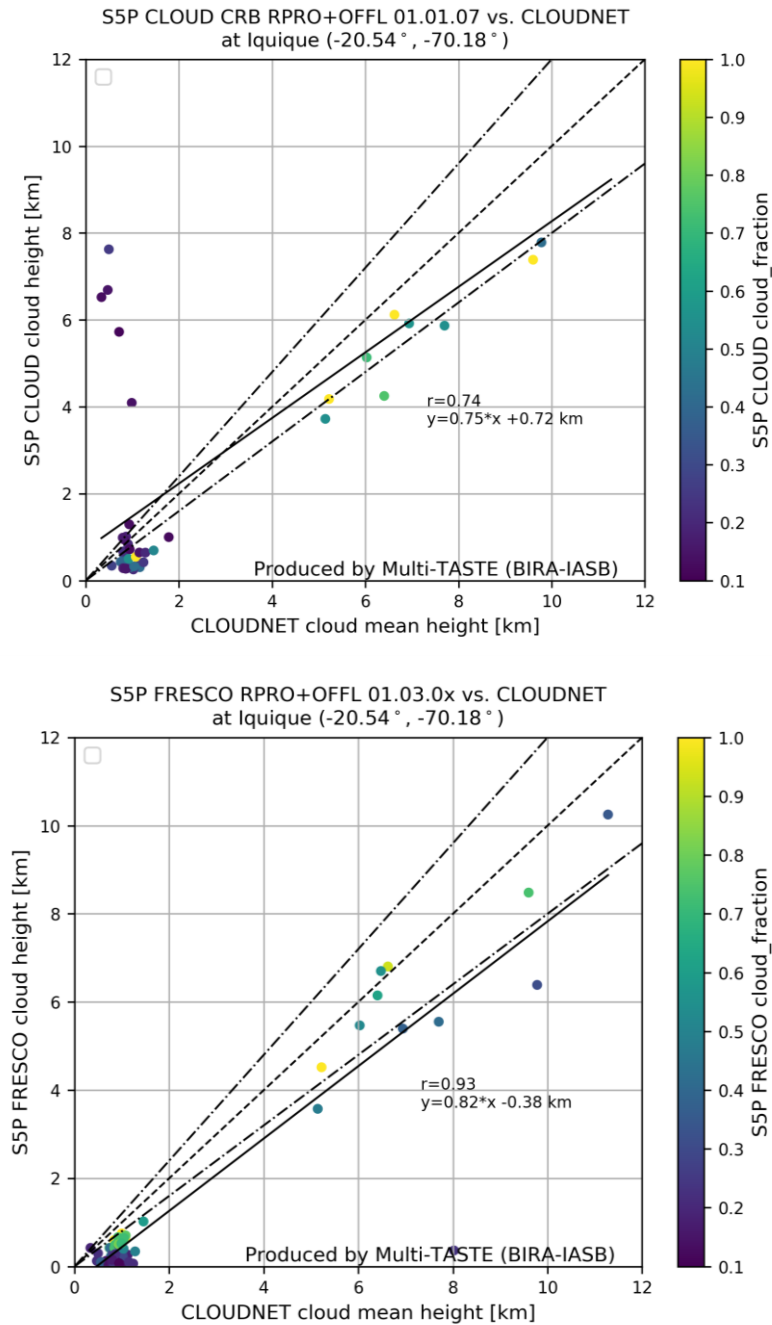 S5P CLOUD CRB RPRO+OFFL 01.01.07 vs. CLOUDNET
at Iquique (-20.54°, -70.18°)
12
10
8
6
4
2
0
S5P CLOUD cloud height [km]
r=0.74
y=0.75*x +0.72 km
Produced by Multi-TASTE (BIRA-IASB)
0 2 4 6 8 10 12
CLOUDNET cloud mean height [km]
1.0
0.9
0.8
0.7
0.6
0.5
0.4
0.3
0.2
0.1
S5P CLOUD cloud_fraction
S5P FRESCO RPRO+OFFL 01.03.0x vs. CLOUDNET
at Iquique (-20.54°, -70.18°)
12
10
8
6
4
2
0
S5P FRESCO cloud height [km]
r=0.93
y=0.82*x -0.38 km
Produced by Multi-TASTE (BIRA-IASB)
0 2 4 6 8 10 12
CLOUDNET cloud mean height [km]
1.0
0.9
0.8
0.7
0.6
0.5
0.4
0.3
0.2
0.1
S5P FRESCO cloud_fraction